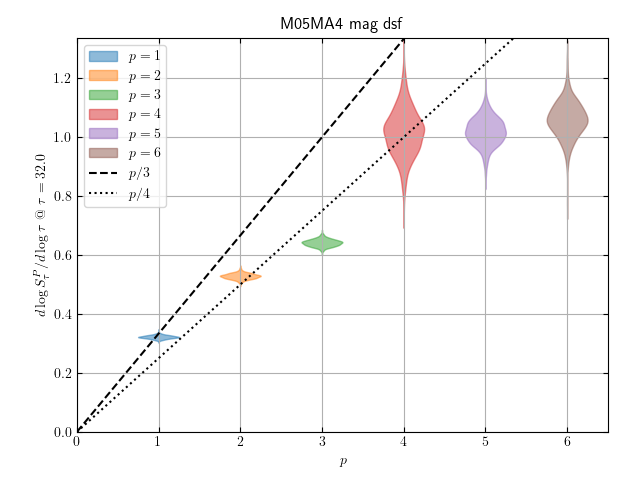 M05MA4 mag dsf
p = 1
p = 2
p = 3
p = 4
p = 5
p = 6
p/3
p/4
d log S_τ^P / d log τ @ τ = 32.0
1.2
1.0
0.8
0.6
0.4
0.2
0.0
0 1 2 3 4 5 6
p